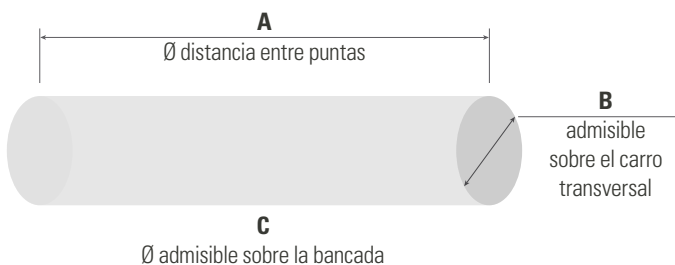 A
Ø distancia entre puntas
B
admisible
sobre el carro
transversal
C
Ø admisible sobre la bancada